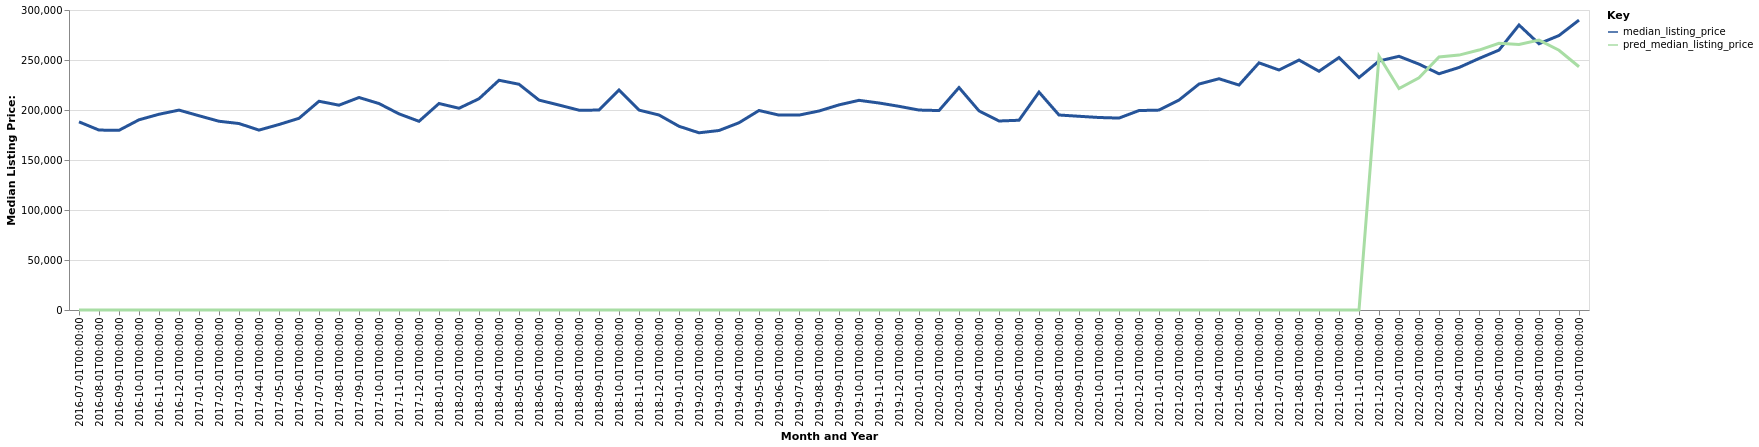 300,000
250,000
200,000
150,000
100,000
50,000
0
Median Listing Price:
2016-07-01T00:00:00
2016-08-01T00:00:00
2016-09-01T00:00:00
2016-10-01T00:00:00
2016-11-01T00:00:00
2016-12-01T00:00:00
2017-01-01T00:00:00
2017-02-01T00:00:00
2017-03-01T00:00:00
2017-04-01T00:00:00
2017-05-01T00:00:00
2017-06-01T00:00:00
2017-07-01T00:00:00
2017-08-01T00:00:00
2017-09-01T00:00:00
2017-10-01T00:00:00
2017-11-01T00:00:00
2017-12-01T00:00:00
2018-01-01T00:00:00
2018-02-01T00:00:00
2018-03-01T00:00:00
2018-04-01T00:00:00
2018-05-01T00:00:00
2018-06-01T00:00:00
2018-07-01T00:00:00
2018-08-01T00:00:00
2018-09-01T00:00:00
2018-10-01T00:00:00
2018-11-01T00:00:00
2018-12-01T00:00:00
2019-01-01T00:00:00
2019-02-01T00:00:00
2019-03-01T00:00:00
2019-04-01T00:00:00
2019-05-01T00:00:00
2019-06-01T00:00:00
2019-07-01T00:00:00
2019-08-01T00:00:00
2019-09-01T00:00:00
2019-10-01T00:00:00
2019-11-01T00:00:00
2019-12-01T00:00:00
2020-01-01T00:00:00
2020-02-01T00:00:00
2020-03-01T00:00:00
2020-04-01T00:00:00
2020-05-01T00:00:00
2020-06-01T00:00:00
2020-07-01T00:00:00
2020-08-01T00:00:00
2020-09-01T00:00:00
2020-10-01T00:00:00
2020-11-01T00:00:00
2020-12-01T00:00:00
2021-01-01T00:00:00
2021-02-01T00:00:00
2021-03-01T00:00:00
2021-04-01T00:00:00
2021-05-01T00:00:00
2021-06-01T00:00:00
2021-07-01T00:00:00
2021-08-01T00:00:00
2021-09-01T00:00:00
2021-10-01T00:00:00
2021-11-01T00:00:00
2021-12-01T00:00:00
2022-01-01T00:00:00
2022-02-01T00:00:00
2022-03-01T00:00:00
2022-04-01T00:00:00
2022-05-01T00:00:00
2022-06-01T00:00:00
2022-07-01T00:00:00
2022-08-01T00:00:00
2022-09-01T00:00:00
2022-10-01T00:00:00
Month and Year
Key
median_listing_price
pred_median_listing_price